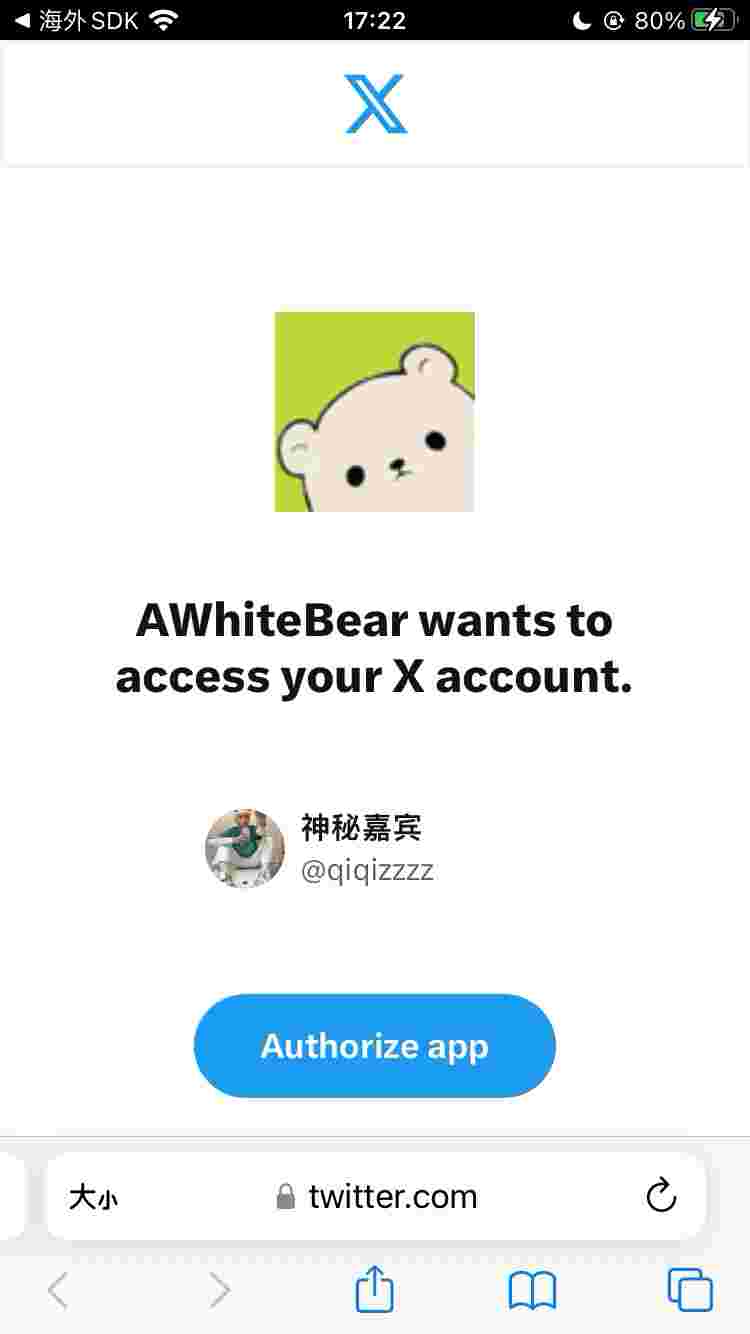 ◀ 海外SDK 17:22 80%
AWhiteBear wants to
access your X account.
神秘嘉宾
@qiqizzzz
Authorize app
大小 twitter.com